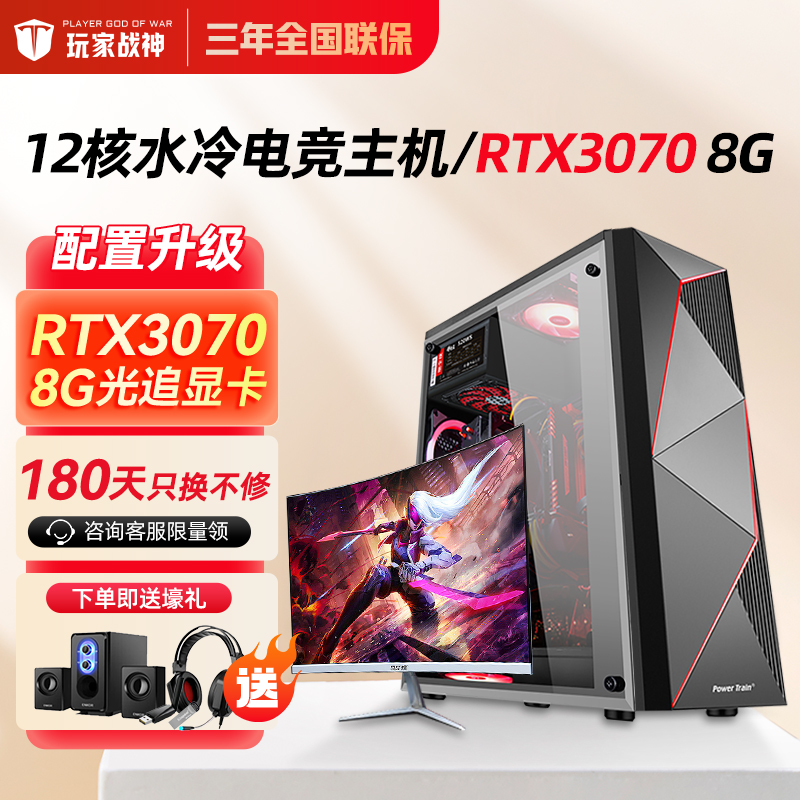 PLAYER GOD OF WAR
玩家战神
三年全国联保
12核水冷电竞主机/RTX3070 8G
配置升级
RTX3070
8G光追显卡
180天只换不修
咨询客服限量领
下单即送壕礼
送
Power Train